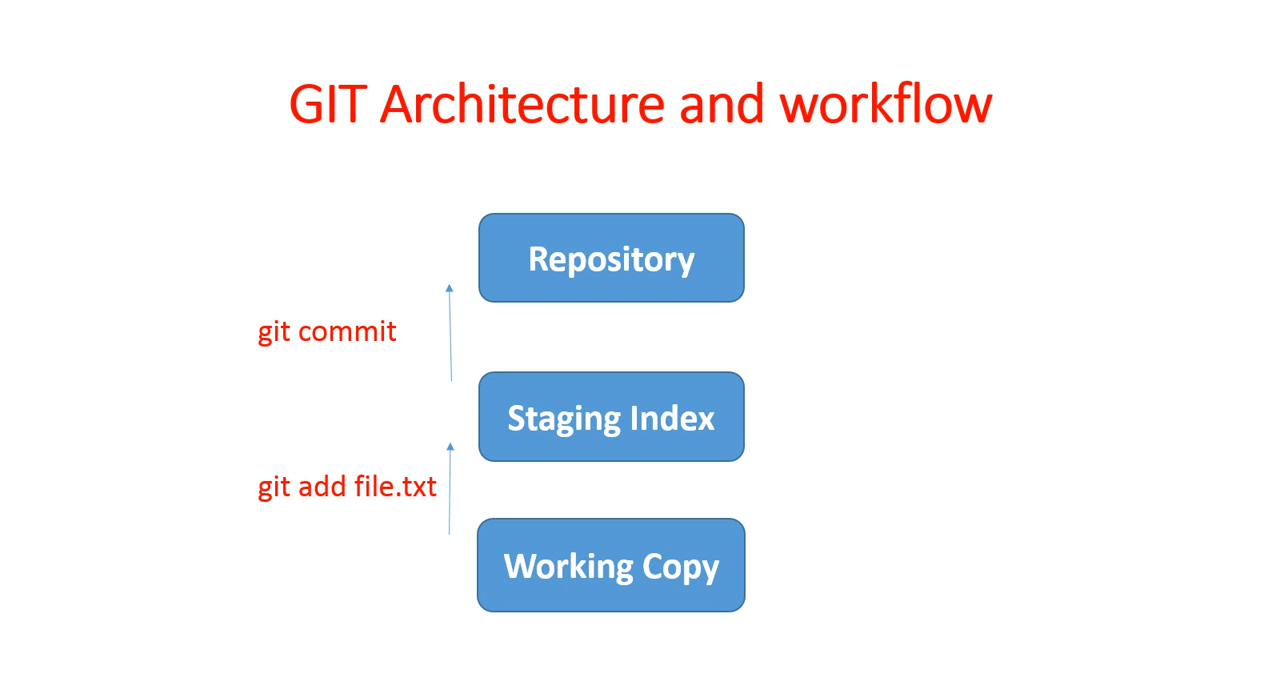 GIT Architecture and workflow
Repository
git commit
Staging Index
git add file.txt
Working Copy